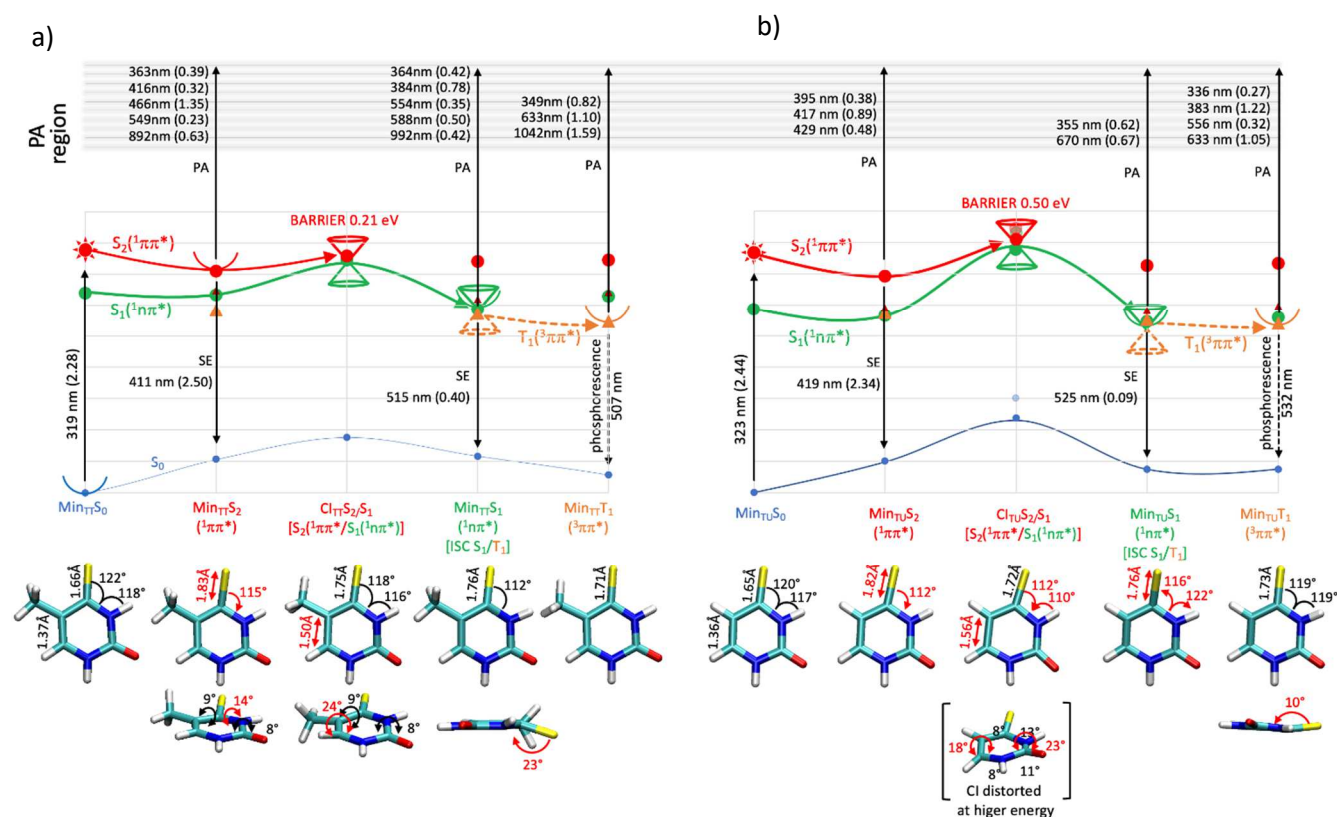 a)
b)
PA region
363nm (0.39)
416nm (0.32)
466nm (1.35)
549nm (0.23)
892nm (0.63)
PA
364nm (0.42)
384nm (0.78)
554nm (0.35)
588nm (0.50)
992nm (0.42)
PA
349nm (0.82)
633nm (1.10)
1042nm (1.59)
PA
BARRIER 0.21 eV
S2(¹ππ*)
S1(¹nπ*)
T1(³ππ*)
319 nm (2.28)
SE
411 nm (2.50)
SE
515 nm (0.40)
phosphorescence
507 nm
S0
MinTTS0
MinTTS2
(¹ππ*)
CITTS2/S1
[S2(¹ππ*/S1(¹nπ*)]
MinTTS1
(¹nπ*)
[ISC S1/T1]
MinTTT1
(³ππ*)
1.66Å
122°
118°
1.37Å
1.83Å
115°
1.75Å
118°
116°
1.50Å
1.76Å
112°
1.71Å
9°
14°
8°
9°
24°
8°
23°
395 nm (0.38)
417 nm (0.89)
429 nm (0.48)
PA
355 nm (0.62)
670 nm (0.67)
PA
336 nm (0.27)
383 nm (1.22)
556 nm (0.32)
633 nm (1.05)
PA
BARRIER 0.50 eV
S2(¹ππ*)
S1(¹nπ*)
T1(³ππ*)
323 nm (2.44)
SE
419 nm (2.34)
SE
525 nm (0.09)
phosphorescence
532 nm
MinTUS0
MinTUS2
(¹ππ*)
CITUS2/S1
[S2(¹ππ*/S1(¹nπ*)]
MinTUS1
(¹nπ*)
[ISC S1/T1]
MinTUT1
(³ππ*)
1.65Å
120°
117°
1.36Å
1.82Å
112°
1.72Å
112°
110°
1.56Å
1.76Å
116°
122°
1.73Å
119°
119°
18°
8°
13°
23°
8°
11°
CI distorted
at higer energy
10°